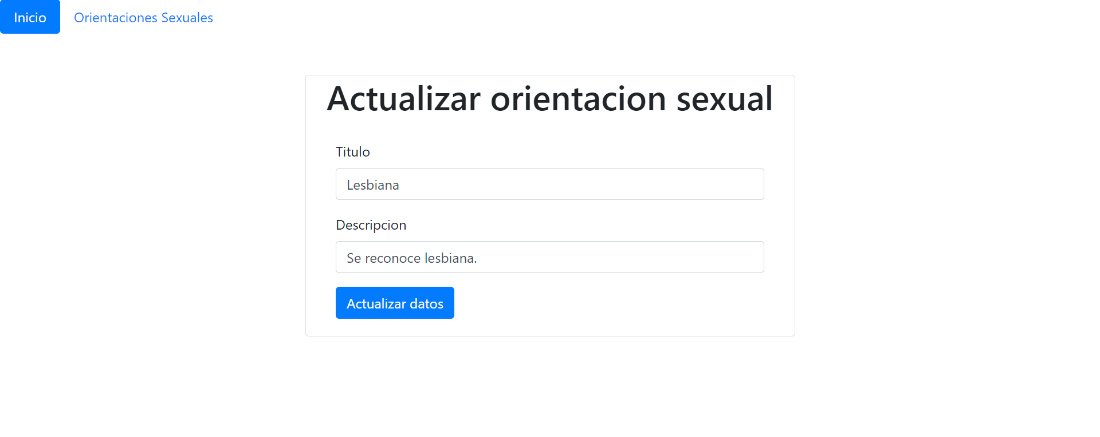 Inicio Orientaciones Sexuales
Actualizar orientacion sexual
Titulo
Lesbiana
Descripcion
Se reconoce lesbiana.
Actualizar datos